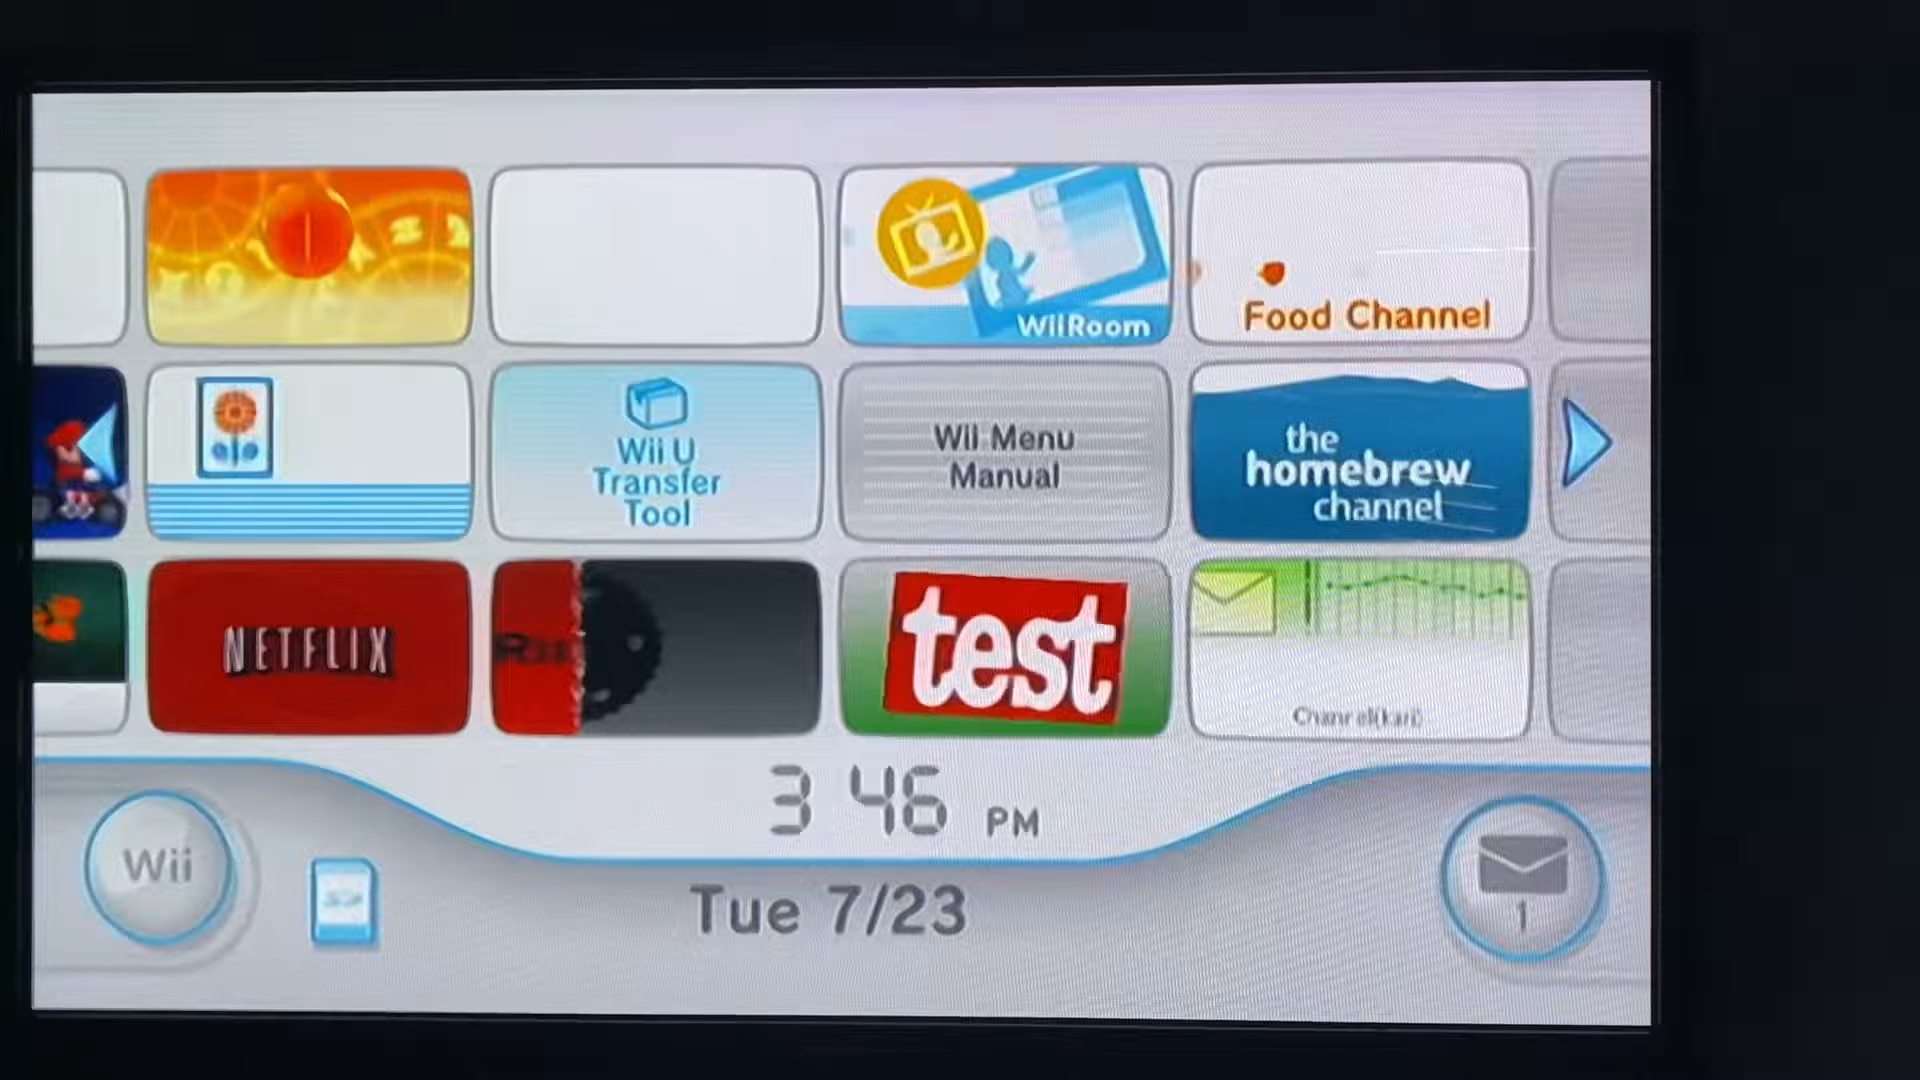 WiiRoom
Food Channel
Wii U
Transfer
Tool
Wii Menu
Manual
the
homebrew
channel
NETFLIX
test
3 46 PM
Wii
Tue 7/23
1